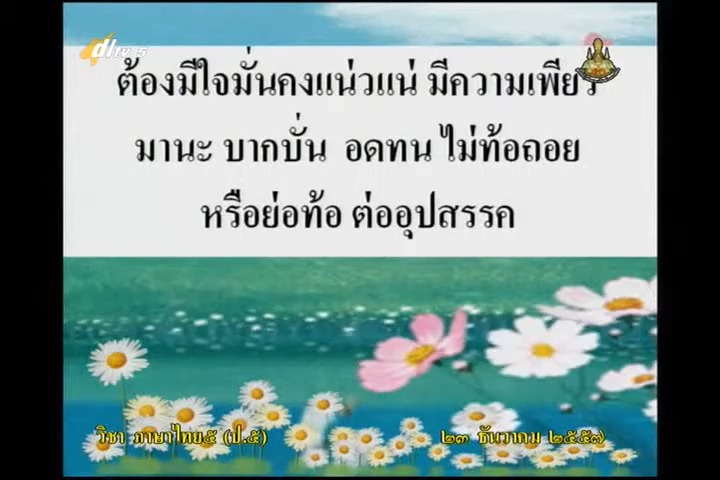 dltv 5
ต้องมีใจมั่นคงแน่วแน่ มีความเพียร
มานะ บากบั่น อดทน ไม่ท้อถอย
หรือย่อท้อ ต่ออุปสรรค
วิชา ภาษาไทย๕ (ป.๕)
๒๓ ธันวาคม ๒๕๕๗